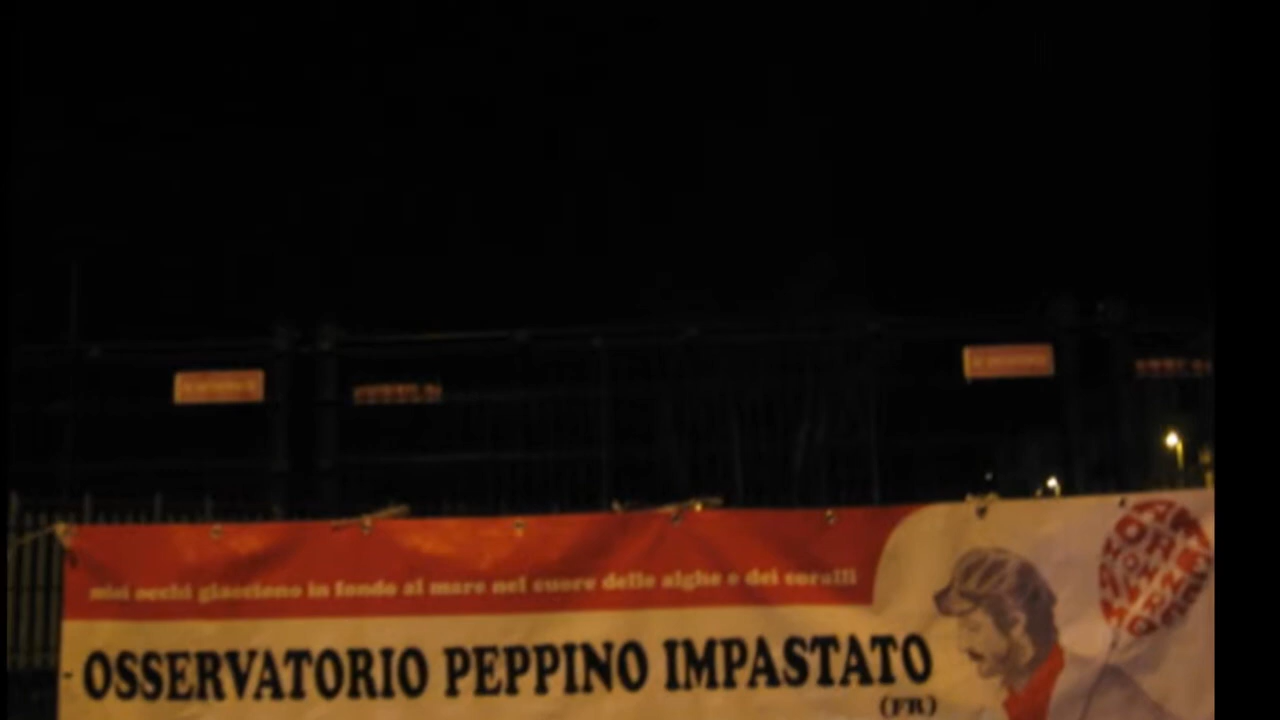 miei occhi giacciono in fondo al mare nel cuore delle alghe e dei coralli
OSSERVATORIO PEPPINO IMPASTATO
(FR)